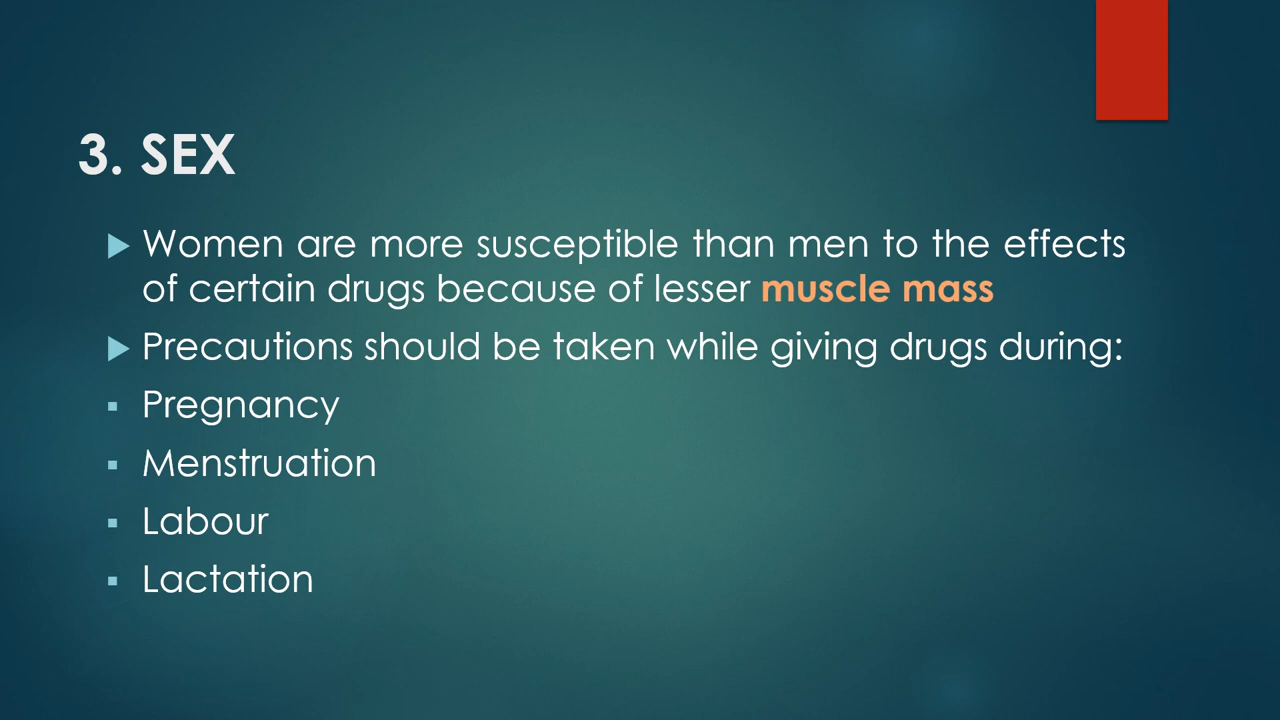 3. SEX
Women are more susceptible than men to the effects
of certain drugs because of lesser muscle mass
Precautions should be taken while giving drugs during:
Pregnancy
Menstruation
Labour
Lactation